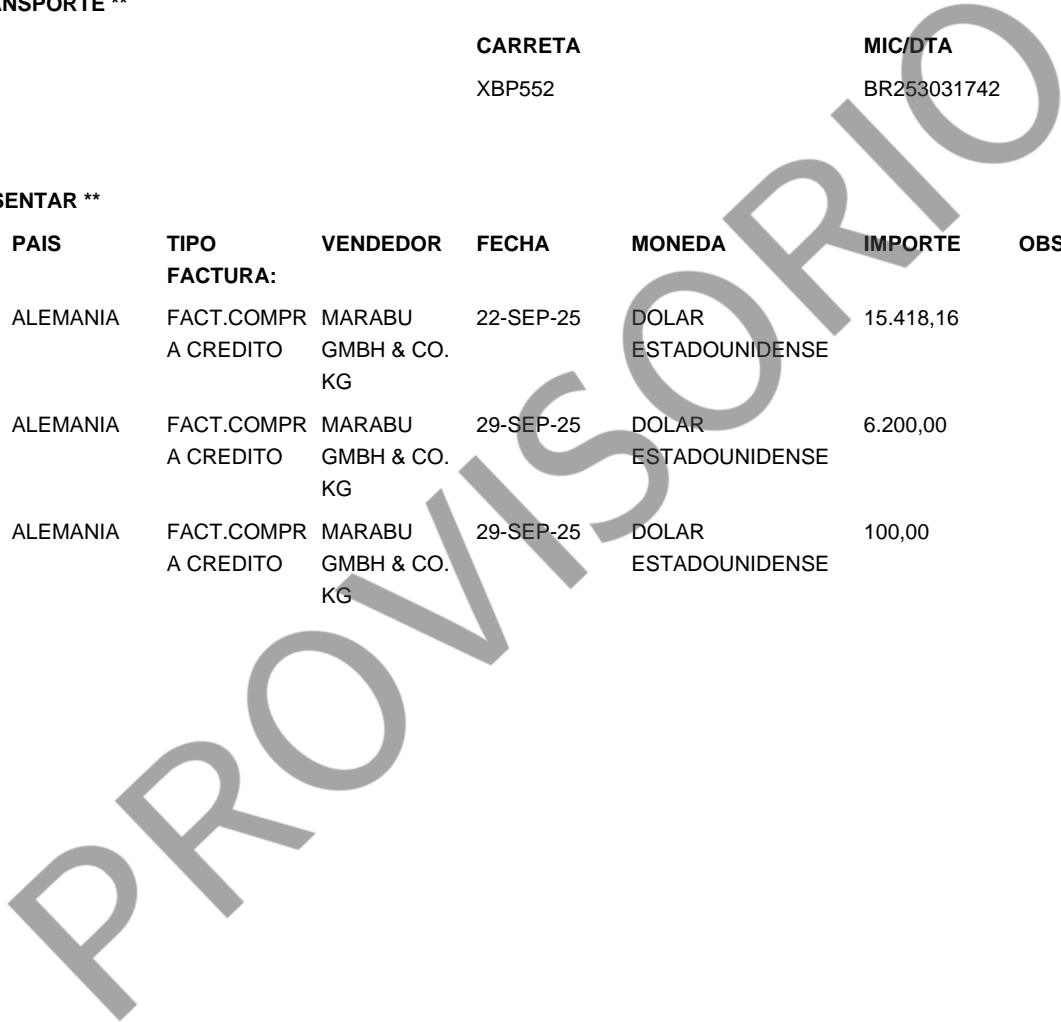 ANSPORTE **
CARRETA MIC/DTA
XBP552 BR253031742
SENTAR **
PAIS TIPO VENDEDOR FECHA MONEDA IMPORTE OBS
FACTURA:
ALEMANIA FACT.COMPR MARABU 22-SEP-25 DOLAR 15.418,16
A CREDITO GMBH & CO. ESTADOUNIDENSE
KG
ALEMANIA FACT.COMPR MARABU 29-SEP-25 DOLAR 6.200,00
A CREDITO GMBH & CO. ESTADOUNIDENSE
KG
ALEMANIA FACT.COMPR MARABU 29-SEP-25 DOLAR 100,00
A CREDITO GMBH & CO. ESTADOUNIDENSE
KG
PROVISORIO